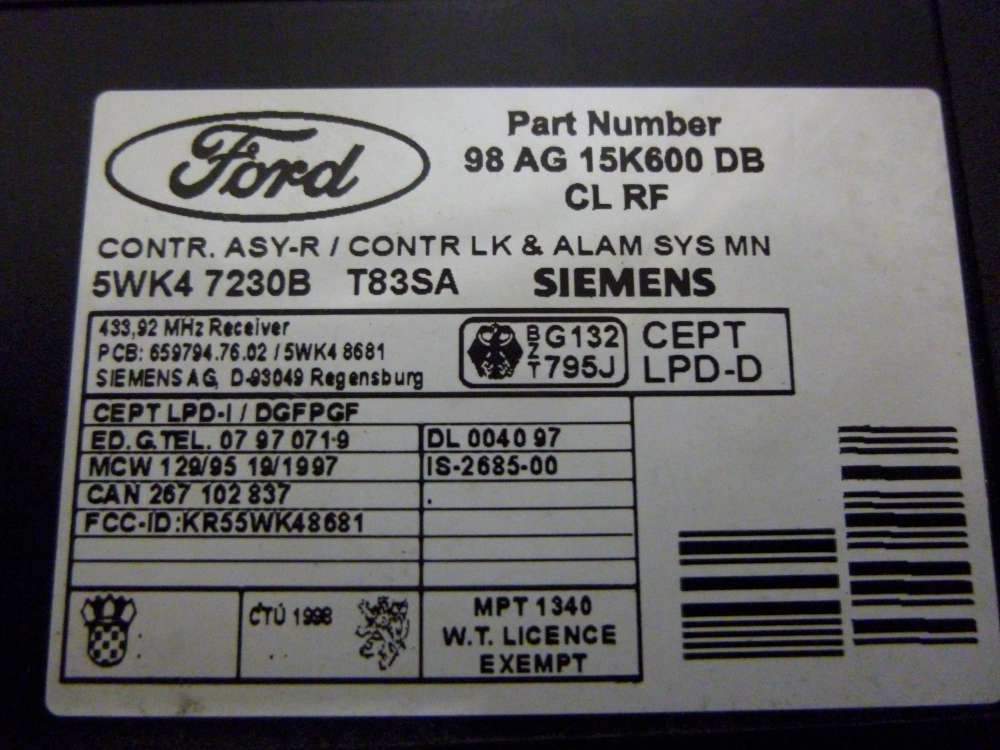 Ford
Part Number
98 AG 15K600 DB
CL RF
CONTR. ASY-R / CONTR LK & ALAM SYS MN
5WK4 7230B T83SA SIEMENS
433,92 MHz Receiver
PCB: 659794.76.02 / 5WK4 8681
SIEMENS AG, D-93049 Regensburg
BZT G132 795J
CEPT LPD-D
CEPT LPD-I / DGFPGF
ED.G.TEL. 07 97 071-9 DL 0040 97
MCW 129/95 19/1997 IS-2685-00
CAN 267 102 837 .
FCC-ID:KR55WK48681
ČTÚ 1998
MPT 1340
W.T. LICENCE
EXEMPT